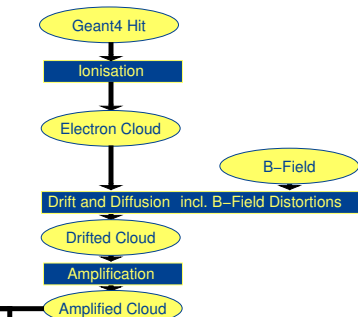 Geant4 Hit
Ionisation
Electron Cloud
B−Field
Drift and Diffusion incl. B−Field Distortions
Drifted Cloud
Amplification
Amplified Cloud